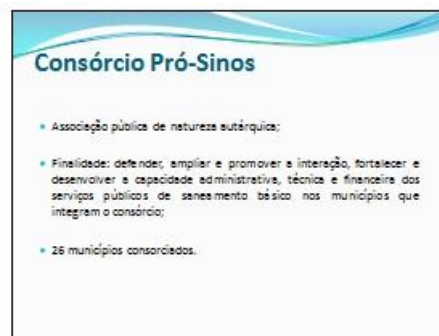 Consórcio Pró-Sinos
• Associação pública de natureza autárquica;
• Finalidade: defender, ampliar e promover a interação, fortalecer e
desenvolver a capacidade administrativa, técnica e financeira dos
serviços públicos de saneamento básico nos municípios que
integram o consórcio;
• 26 municípios consorciados.